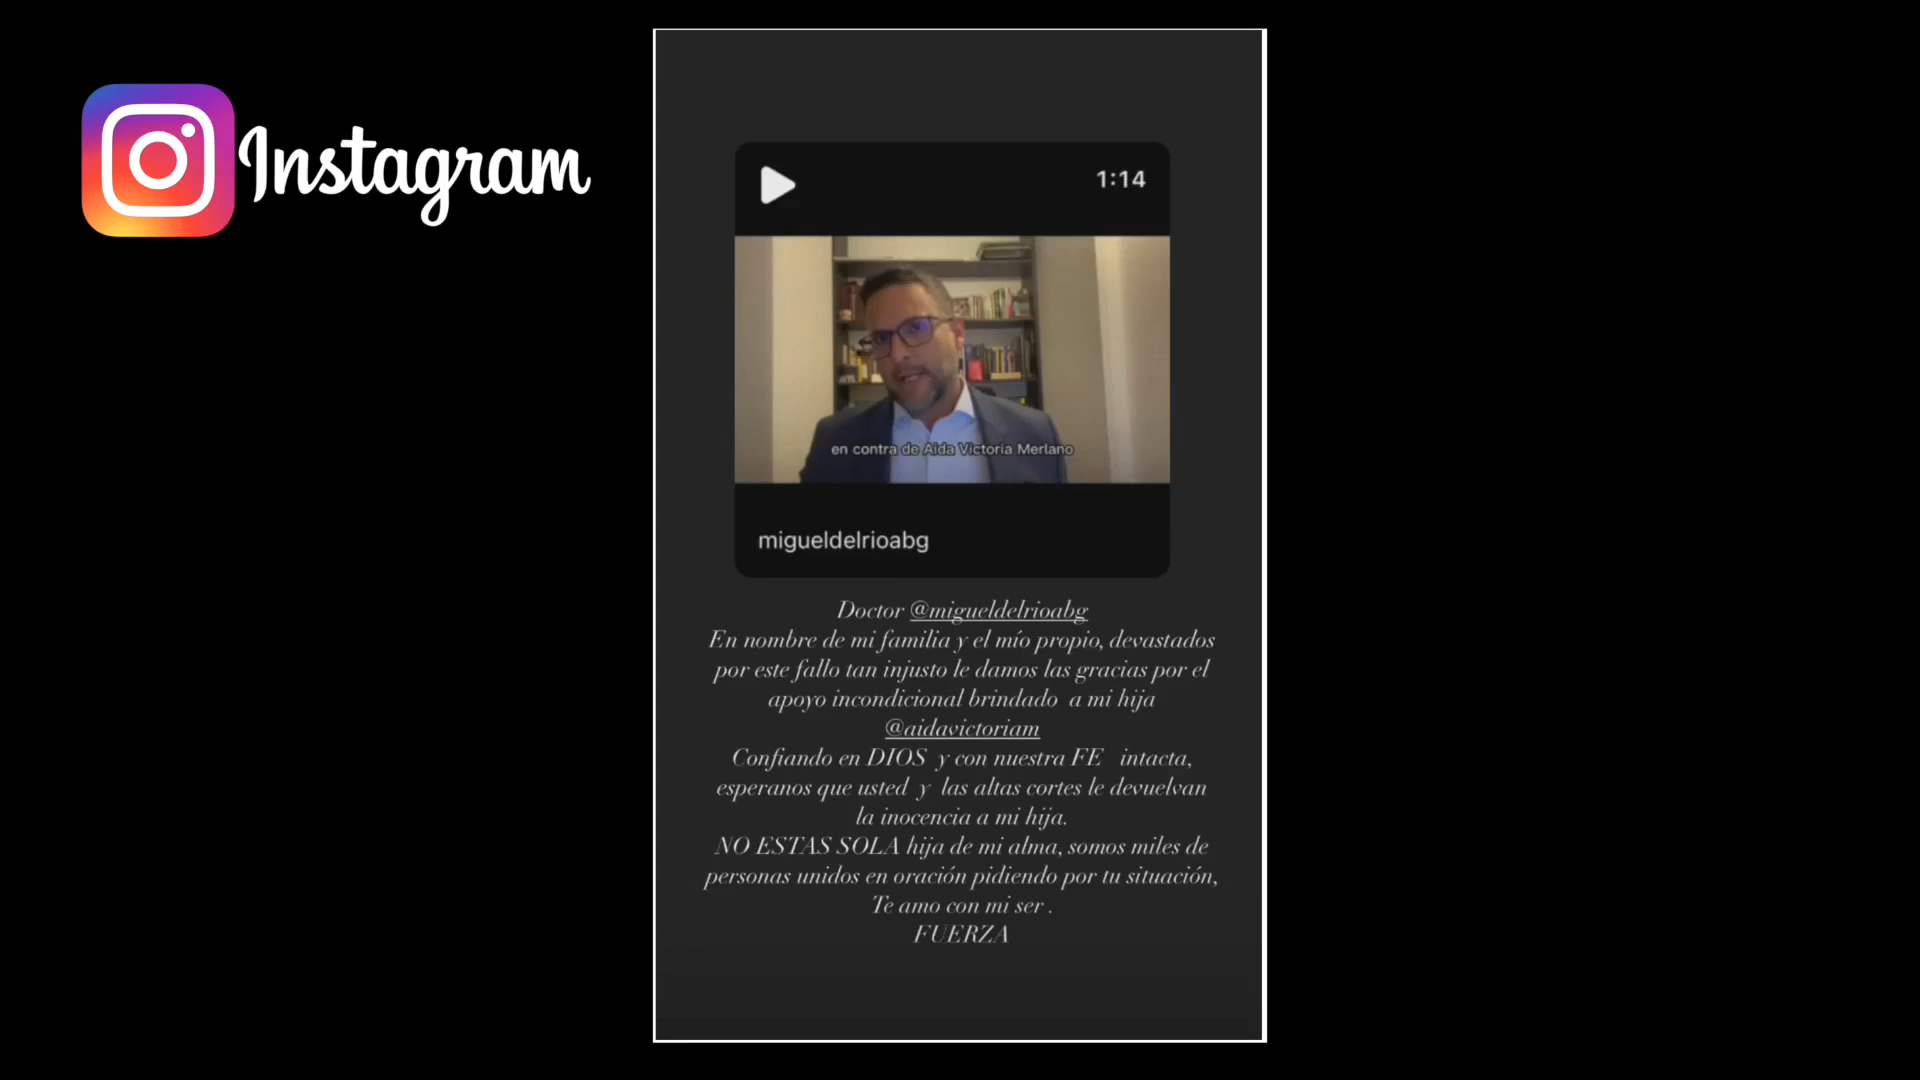 Instagram
1:14
en contra de Aida Victoria Merlano
migueldelrioabg
Doctor @migueldelrioabg
En nombre de mi familia y el mío propio, devastados
por este fallo tan injusto le damos las gracias por el
apoyo incondicional brindado a mi hija
@aidavictoriam
Confiando en DIOS y con nuestra FE intacta,
esperanos que usted y las altas cortes le devuelvan
la inocencia a mi hija.
NO ESTAS SOLA hija de mi alma, somos miles de
personas unidos en oración pidiendo por tu situación,
Te amo con mi ser .
FUERZA